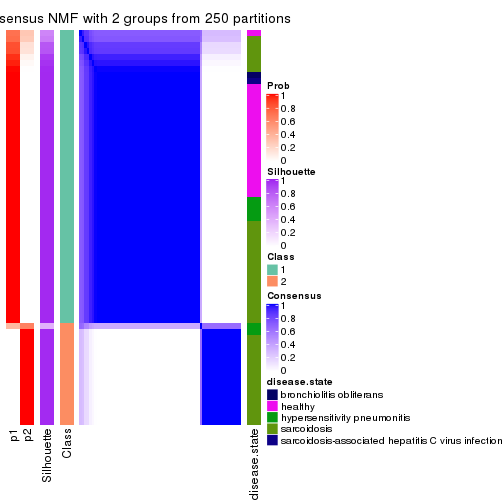 sensus NMF with 2 groups from 250 partitions
Prob
1
0.8
0.6
0.4
0.2
0
Silhouette
1
0.8
0.6
0.4
0.2
0
Class
1
2
Consensus
1
0.8
0.6
0.4
0.2
0
disease.state
bronchiolitis obliterans
healthy
hypersensitivity pneumonitis
sarcoidosis
sarcoidosis-associated hepatitis C virus infection
p1
p2
Silhouette
Class
disease.state